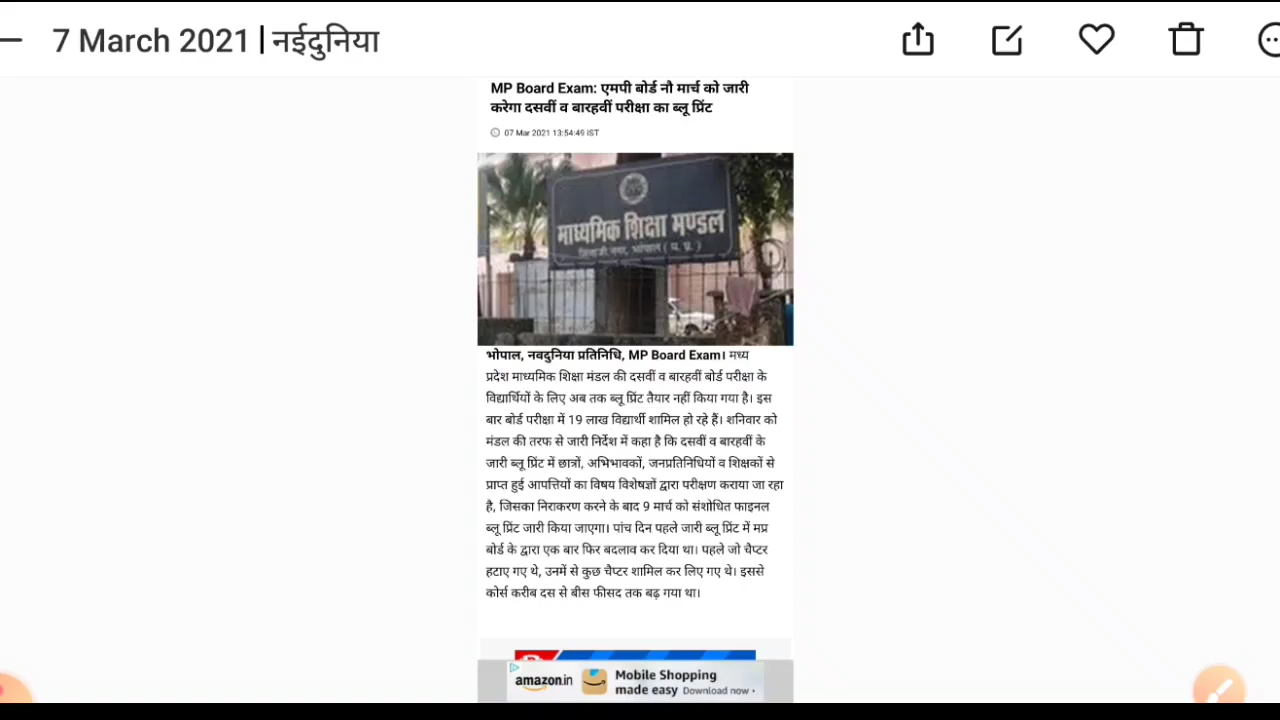 7 March 2021 | नईदुनिया
MP Board Exam: एमपी बोर्ड नौ मार्च को जारी
करेगा दसवीं व बारहवीं परीक्षा का ब्लू प्रिंट
07 Mar 2021 13:54:49 IST
माध्यमिक शिक्षा मण्डल
शिवाजी नगर, भोपाल ( म. प्र. )
भोपाल, नवदुनिया प्रतिनिधि, MP Board Exam। मध्य
प्रदेश माध्यमिक शिक्षा मंडल की दसवीं व बारहवीं बोर्ड परीक्षा के
विद्यार्थियों के लिए अब तक ब्लू प्रिंट तैयार नहीं किया गया है। इस
बार बोर्ड परीक्षा में 19 लाख विद्यार्थी शामिल हो रहे हैं। शनिवार को
मंडल की तरफ से जारी निर्देश में कहा है कि दसवीं व बारहवीं के
जारी ब्लू प्रिंट में छात्रों, अभिभावकों, जनप्रतिनिधियों व शिक्षकों से
प्राप्त हुई आपत्तियों का विषय विशेषज्ञों द्वारा परीक्षण कराया जा रहा
है, जिसका निराकरण करने के बाद 9 मार्च को संशोधित फाइनल
ब्लू प्रिंट जारी किया जाएगा। पांच दिन पहले जारी ब्लू प्रिंट में मप्र
बोर्ड के द्वारा एक बार फिर बदलाव कर दिया था। पहले जो चैप्टर
हटाए गए थे, उनमें से कुछ चैप्टर शामिल कर लिए गए थे। इससे
कोर्स करीब दस से बीस फीसद तक बढ़ गया था।
amazon.in
Mobile Shopping
made easy Download now